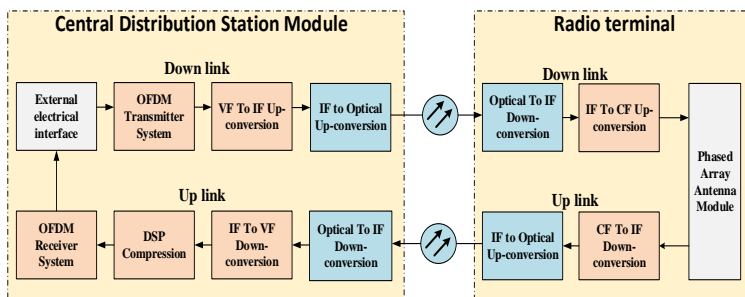 Central Distribution Station Module
Down link
External
electrical
interface
OFDM
Transmitter
System
VF To IF Up-
conversion
IF to Optical
Up-conversion
Up link
OFDM
Receiver
System
DSP
Compression
IF To VF
Down-
conversion
Optical To IF
Down-
conversion
Radio terminal
Down link
Optical To IF
Down-
conversion
IF To CF Up-
conversion
Phased
Array
Antenna
Module
Up link
IF to Optical
Up-conversion
CF To IF
Down-
conversion